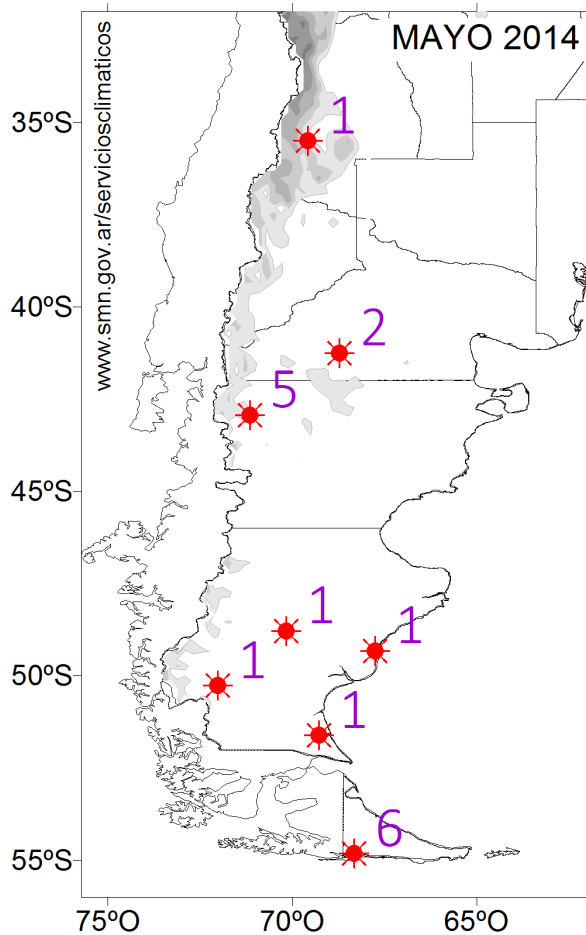 MAYO 2014
www.smn.gov.ar/serviciosclimaticos
35ºS
1
40ºS
2
5
45ºS
1
1
1
50ºS
1
6
55ºS
75ºO
70ºO
65ºO